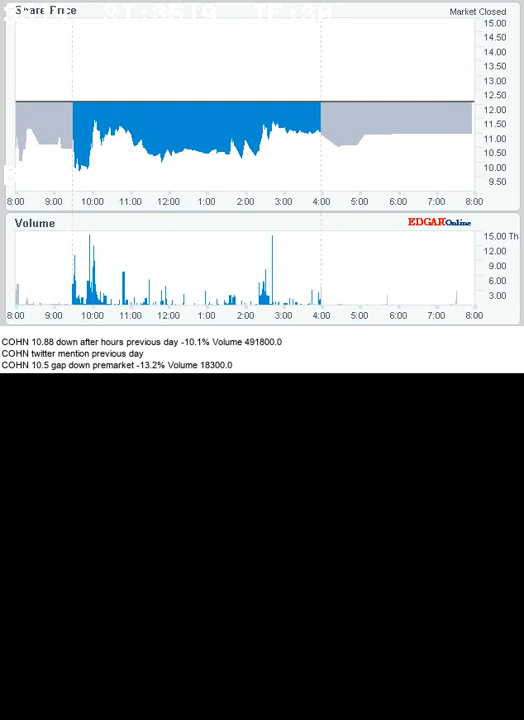 Share Price
Market Closed
15.00
14.50
14.00
13.50
13.00
12.50
12.00
11.50
11.00
10.50
10.00
9.50
8:00 9:00 10:00 11:00 12:00 1:00 2:00 3:00 4:00 5:00 6:00 7:00 8:00
Volume
EDGAROnline
15.00 Th
12.00
9.00
6.00
3.00
8:00 9:00 10:00 11:00 12:00 1:00 2:00 3:00 4:00 5:00 6:00 7:00 8:00
COHN 10.88 down after hours previous day -10.1% Volume 491800.0
COHN twitter mention previous day
COHN 10.5 gap down premarket -13.2% Volume 18300.0